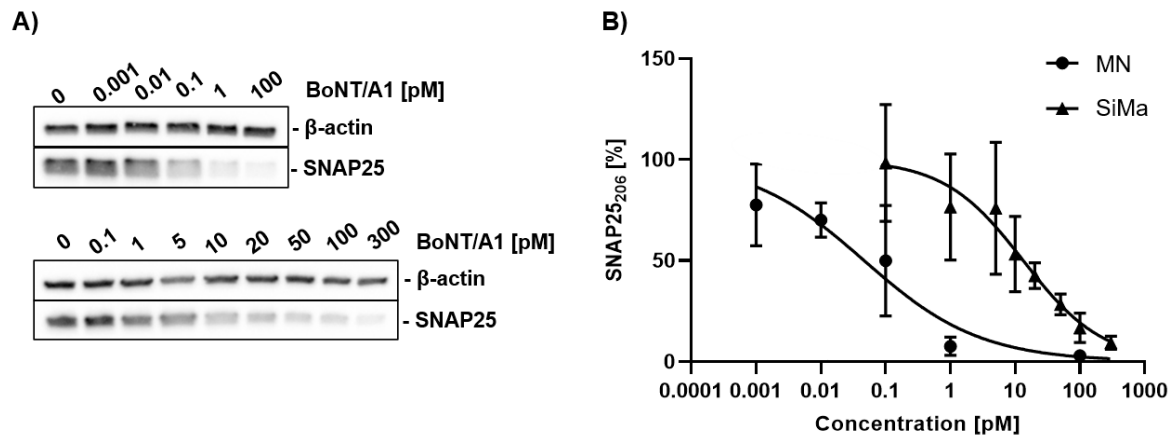 A)
0 0.001 0.01 0.1 1 100 BoNT/A1 [pM]
- β-actin
- SNAP25
0 0.1 1 5 10 20 50 100 300 BoNT/A1 [pM]
- β-actin
- SNAP25
B)
SNAP25₂₀₆ [%]
150
100
50
0
MN
SiMa
0.0001 0.001 0.01 0.1 1 10 100 1000
Concentration [pM]